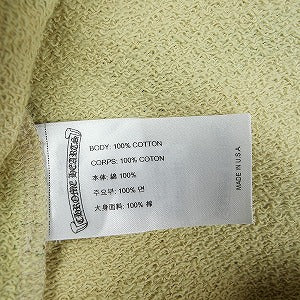 CHROME HEARTS
BODY: 100% COTTON
CORPS: 100% COTON
本体: 綿 100%
주요부: 100% 면
大身面料: 100% 棉
MADE IN U.S.A